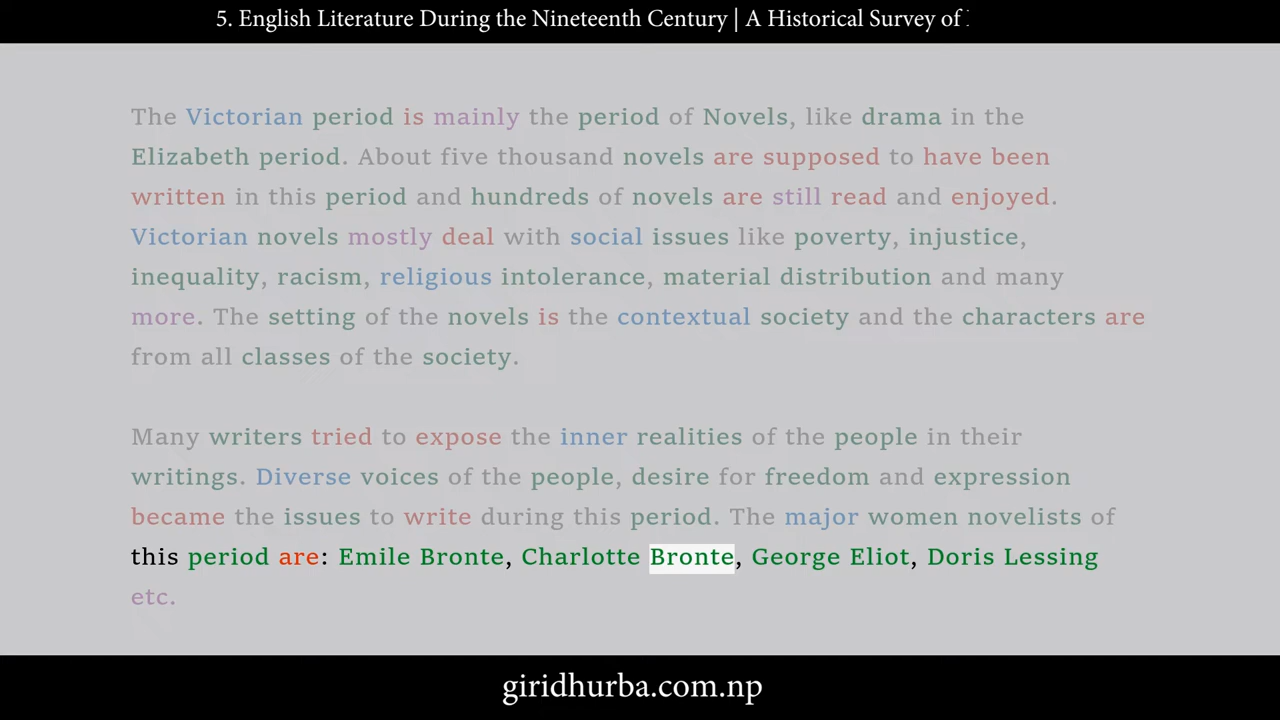 5. English Literature During the Nineteenth Century | A Historical Survey of
The Victorian period is mainly the period of Novels, like drama in the
Elizabeth period. About five thousand novels are supposed to have been
written in this period and hundreds of novels are still read and enjoyed.
Victorian novels mostly deal with social issues like poverty, injustice,
inequality, racism, religious intolerance, material distribution and many
more. The setting of the novels is the contextual society and the characters are
from all classes of the society.
Many writers tried to expose the inner realities of the people in their
writings. Diverse voices of the people, desire for freedom and expression
became the issues to write during this period. The major women novelists of
this period are: Emile Bronte, Charlotte Bronte, George Eliot, Doris Lessing
etc.
giridhurba.com.np